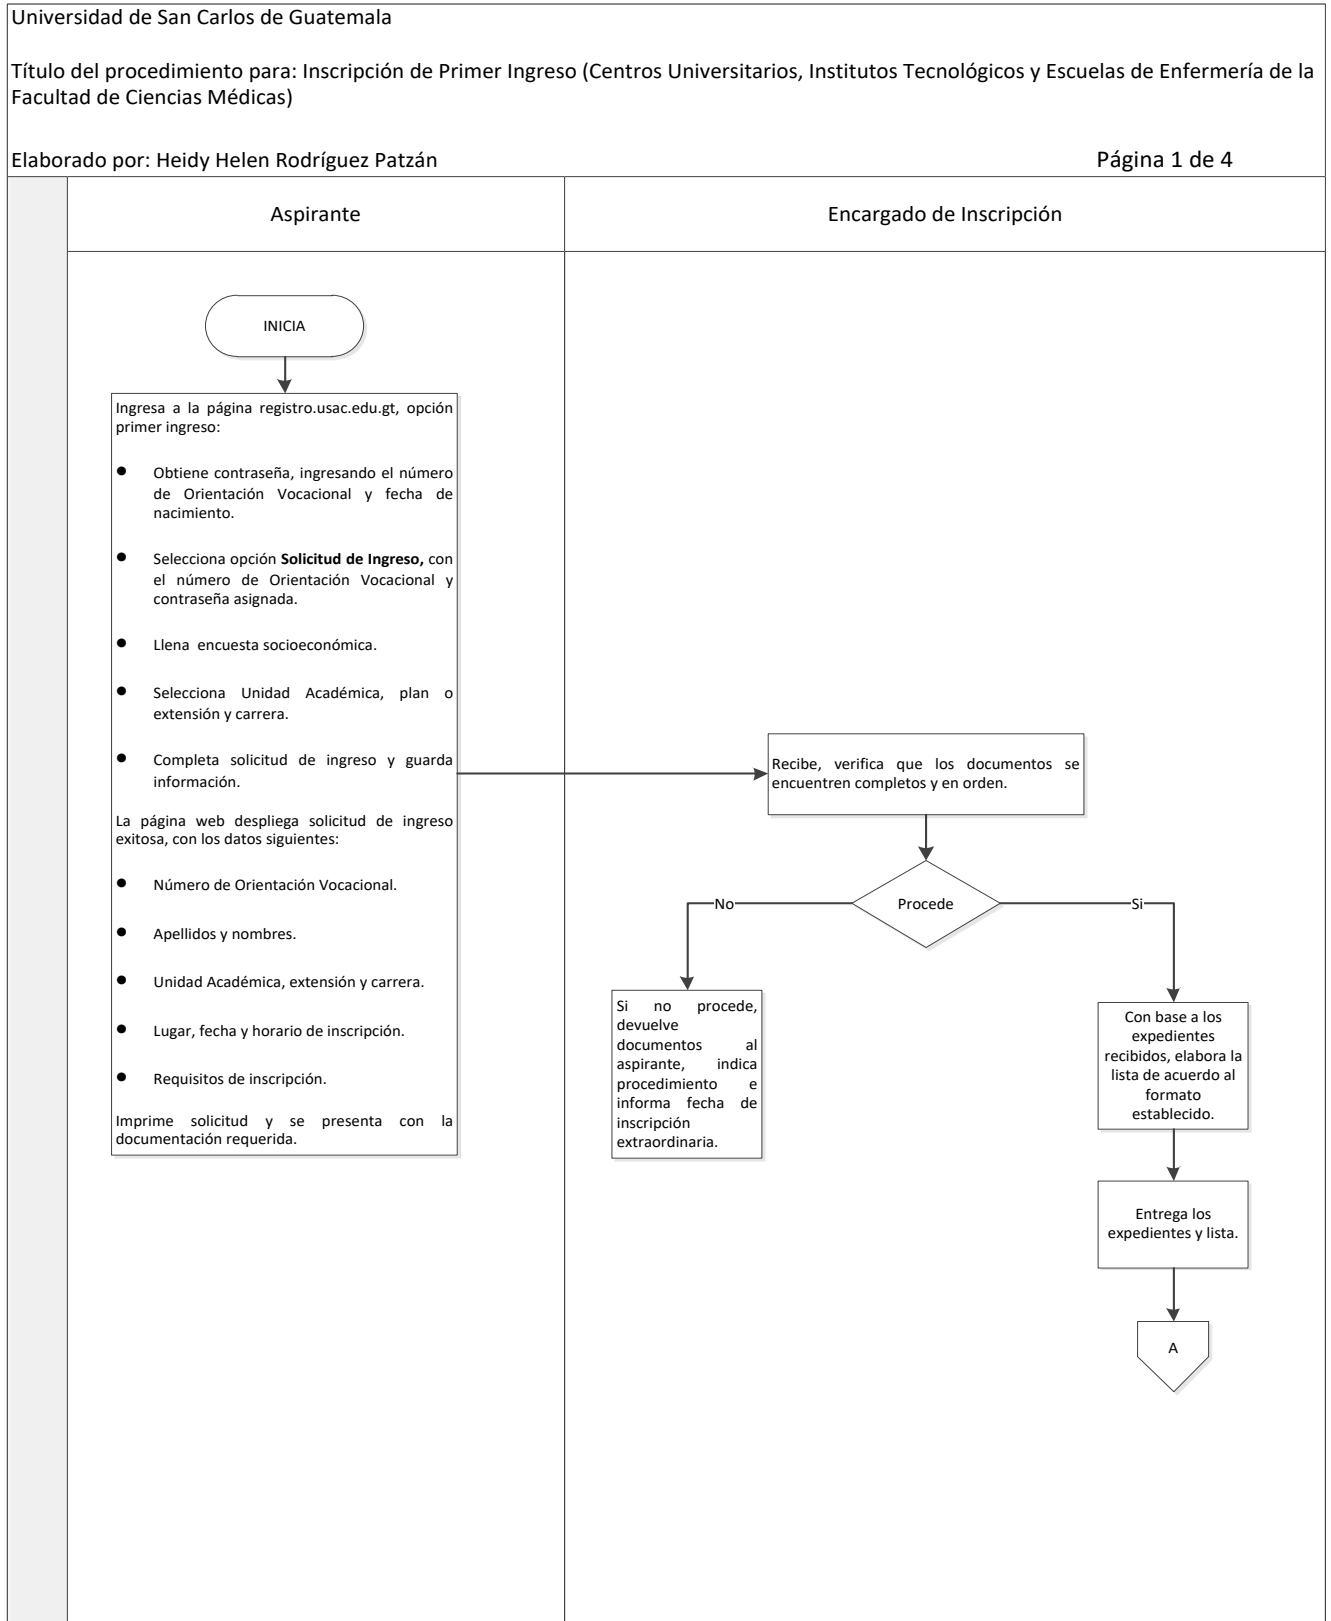 Universidad de San Carlos de Guatemala
Título del procedimiento para: Inscripción de Primer Ingreso (Centros Universitarios, Institutos Tecnológicos y Escuelas de Enfermería de la
Facultad de Ciencias Médicas)
Elaborado por: Heidy Helen Rodríguez Patzán
Página 1 de 4
Aspirante
Encargado de Inscripción
INICIA
Ingresa a la página registro.usac.edu.gt, opción
primer ingreso:
● Obtiene contraseña, ingresando el número
de Orientación Vocacional y fecha de
nacimiento.
● Selecciona opción Solicitud de Ingreso, con
el número de Orientación Vocacional y
contraseña asignada.
● Llena encuesta socioeconómica.
● Selecciona Unidad Académica, plan o
extensión y carrera.
● Completa solicitud de ingreso y guarda
información.
La página web despliega solicitud de ingreso
exitosa, con los datos siguientes:
● Número de Orientación Vocacional.
● Apellidos y nombres.
● Unidad Académica, extensión y carrera.
● Lugar, fecha y horario de inscripción.
● Requisitos de inscripción.
Imprime solicitud y se presenta con la
documentación requerida.
Recibe, verifica que los documentos se
encuentren completos y en orden.
Procede
No
Si
Si no procede,
devuelve
documentos al
aspirante, indica
procedimiento e
informa fecha de
inscripción
extraordinaria.
Con base a los
expedientes
recibidos, elabora la
lista de acuerdo al
formato
establecido.
Entrega los
expedientes y lista.
A